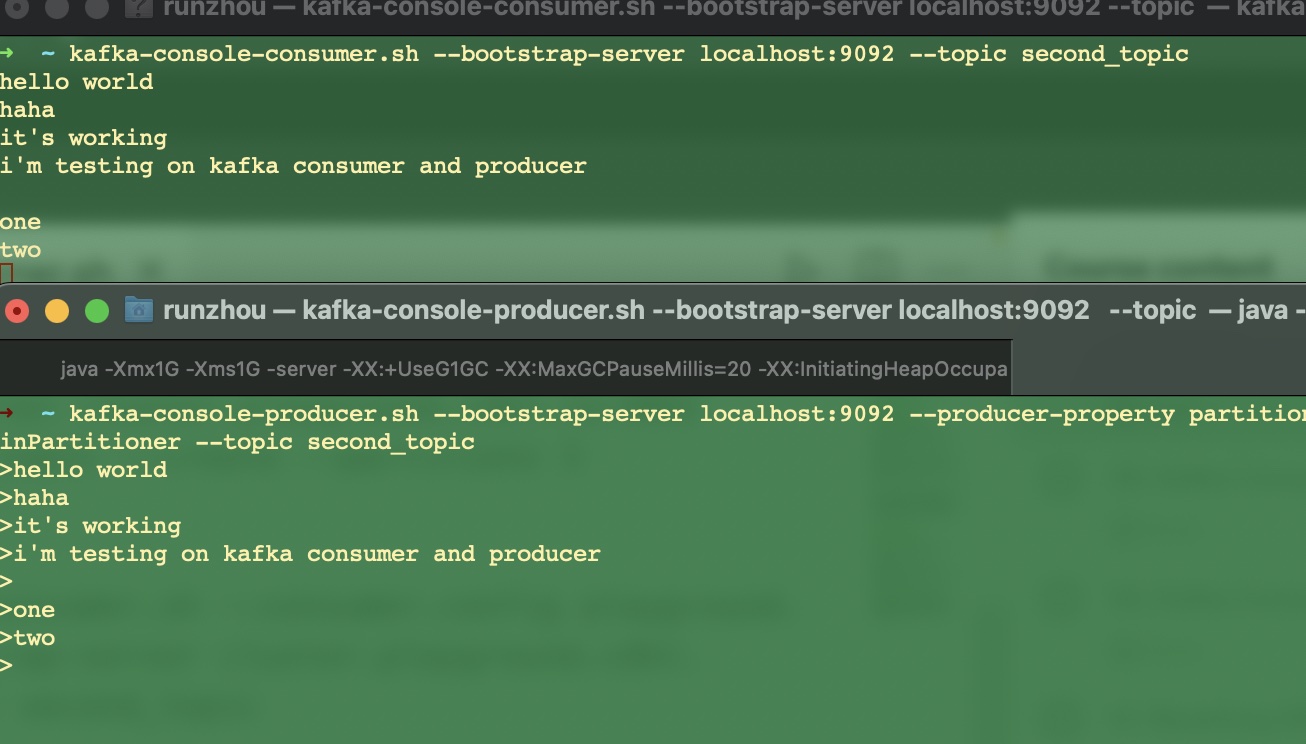 runzhou — kafka-console-consumer.sh --bootstrap-server localhost:9092 --topic — kafka
→ ~ kafka-console-consumer.sh --bootstrap-server localhost:9092 --topic second_topic
hello world
haha
it's working
i'm testing on kafka consumer and producer
one
two
Course content
runzhou — kafka-console-producer.sh --bootstrap-server localhost:9092 --topic — java -
java -Xmx1G -Xms1G -server -XX:+UseG1GC -XX:MaxGCPauseMillis=20 -XX:InitiatingHeapOccupa
→ ~ kafka-console-producer.sh --bootstrap-server localhost:9092 --producer-property partition
inPartitioner --topic second_topic
>hello world
>haha
>it's working
>i'm testing on kafka consumer and producer
>
>one
>two
>